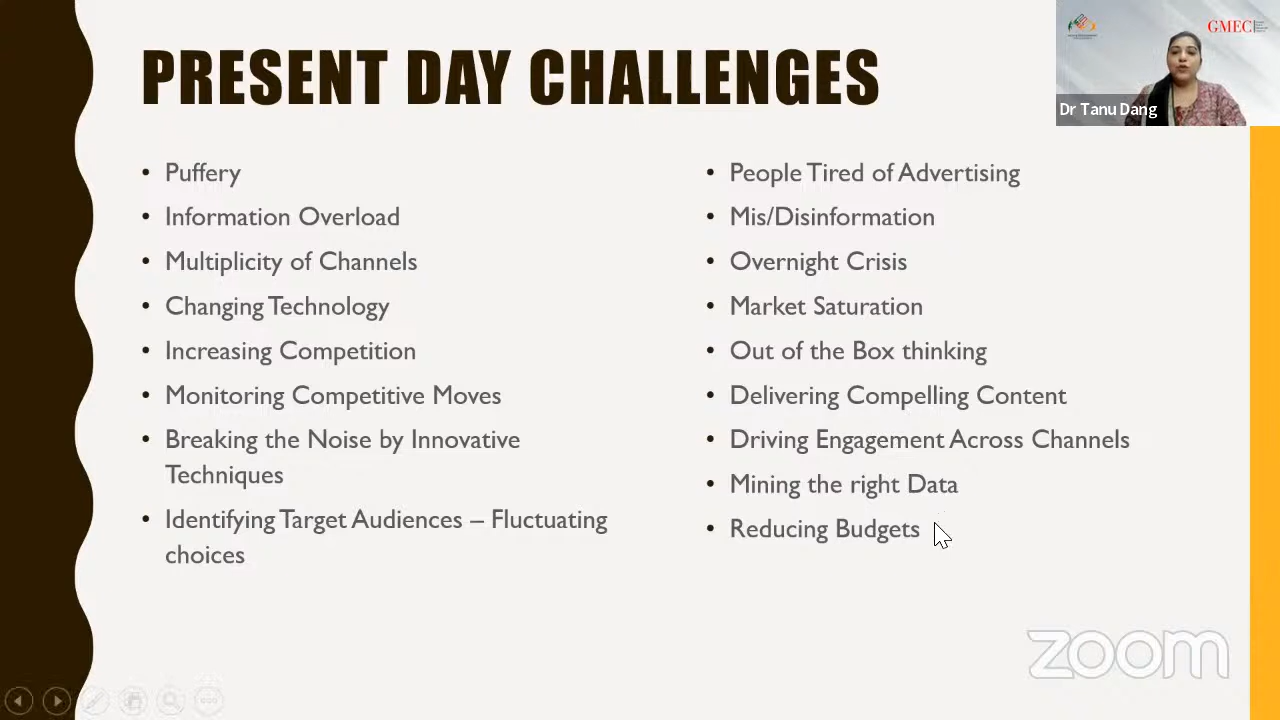 PRESENT DAY CHALLENGES
• Puffery
• Information Overload
• Multiplicity of Channels
• Changing Technology
• Increasing Competition
• Monitoring Competitive Moves
• Breaking the Noise by Innovative
Techniques
• Identifying Target Audiences – Fluctuating
choices
• People Tired of Advertising
• Mis/Disinformation
• Overnight Crisis
• Market Saturation
• Out of the Box thinking
• Delivering Compelling Content
• Driving Engagement Across Channels
• Mining the right Data
• Reducing Budgets
GMEC
Dr Tanu Dang
zoom